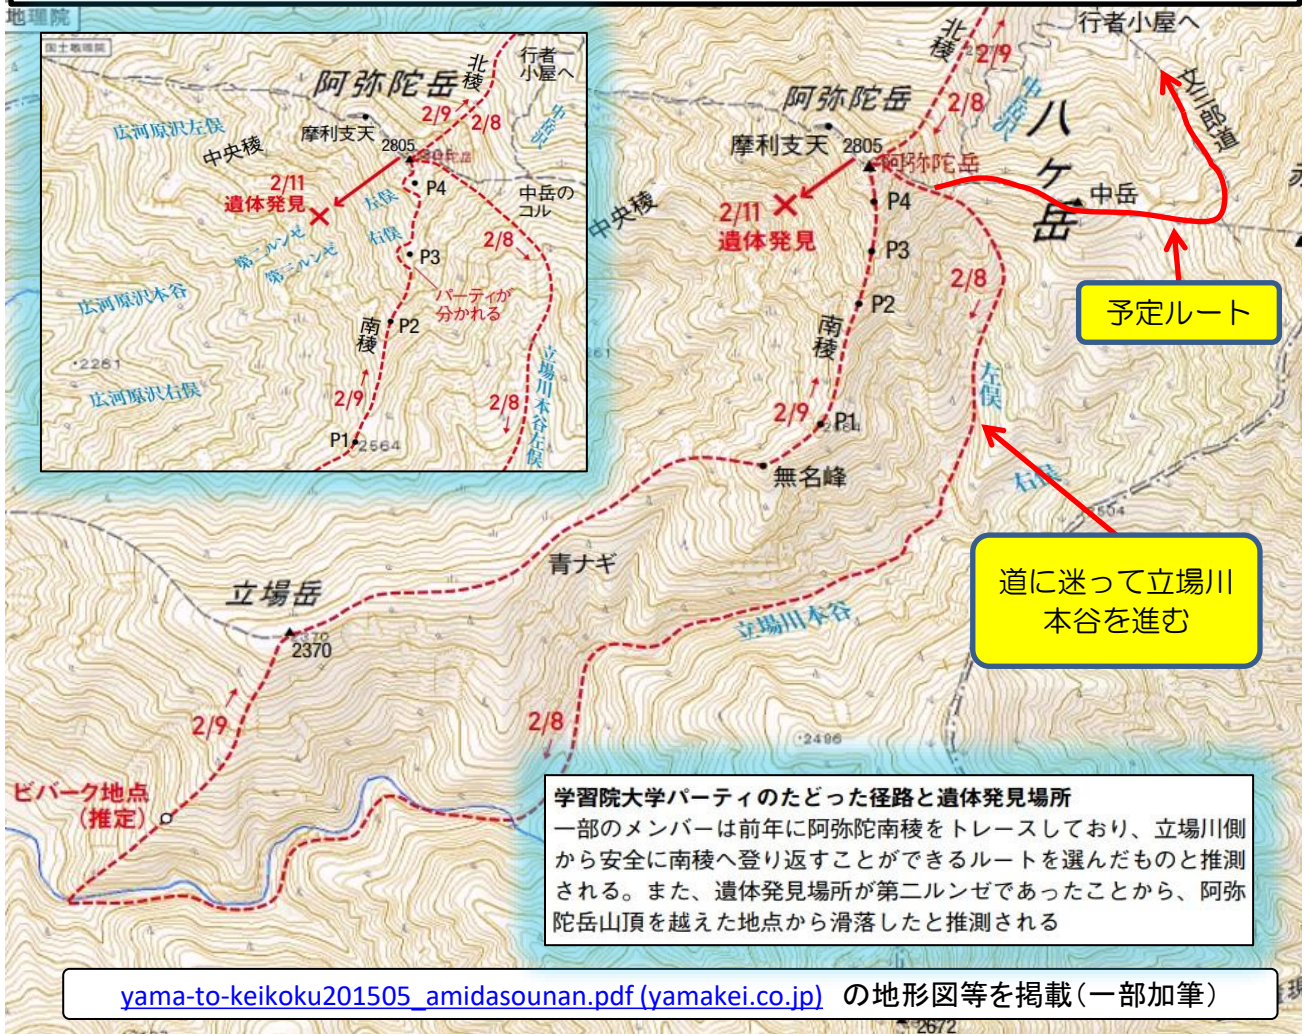 地理院
国土地理院
阿弥陀岳
北稜
行者
小屋へ
中岳沢
広河原沢左俣
中央稜
摩利支天
2805
2/9
2/8
P4
中岳の
コル
2/11
遺体発見
左俣
右俣
第二ルンゼ
第三ルンゼ
P3
2/8
広河原沢本谷
パーティが
分かれる
南稜
P2
2261
広河原沢右俣
2/9
2/8
立場川本谷左俣
P1
2564
北稜
2/9
行者小屋へ
文三郎道
阿弥陀岳
2/8
中岳沢
八ヶ岳
摩利支天
2805
阿弥陀岳
中岳
中央稜
P4
2/11
遺体発見
P3
2/8
予定ルート
P2
南稜
左俣
2/9
P1
無名峰
右俣
2504
青ナギ
道に迷って立場川
本谷を進む
立場岳
立場川本谷
2370
2370
2/9
2/8
2486
ビバーク地点
(推定)
学習院大学パーティのたどった径路と遺体発見場所
一部のメンバーは前年に阿弥陀南稜をトレースしており、立場川側
から安全に南稜へ登り返すことができるルートを選んだものと推測
される。また、遺体発見場所が第二ルンゼであったことから、阿弥
陀岳山頂を越えた地点から滑落したと推測される
yama-to-keikoku201505_amidasounan.pdf (yamakei.co.jp) の地形図等を掲載(一部加筆)
2672